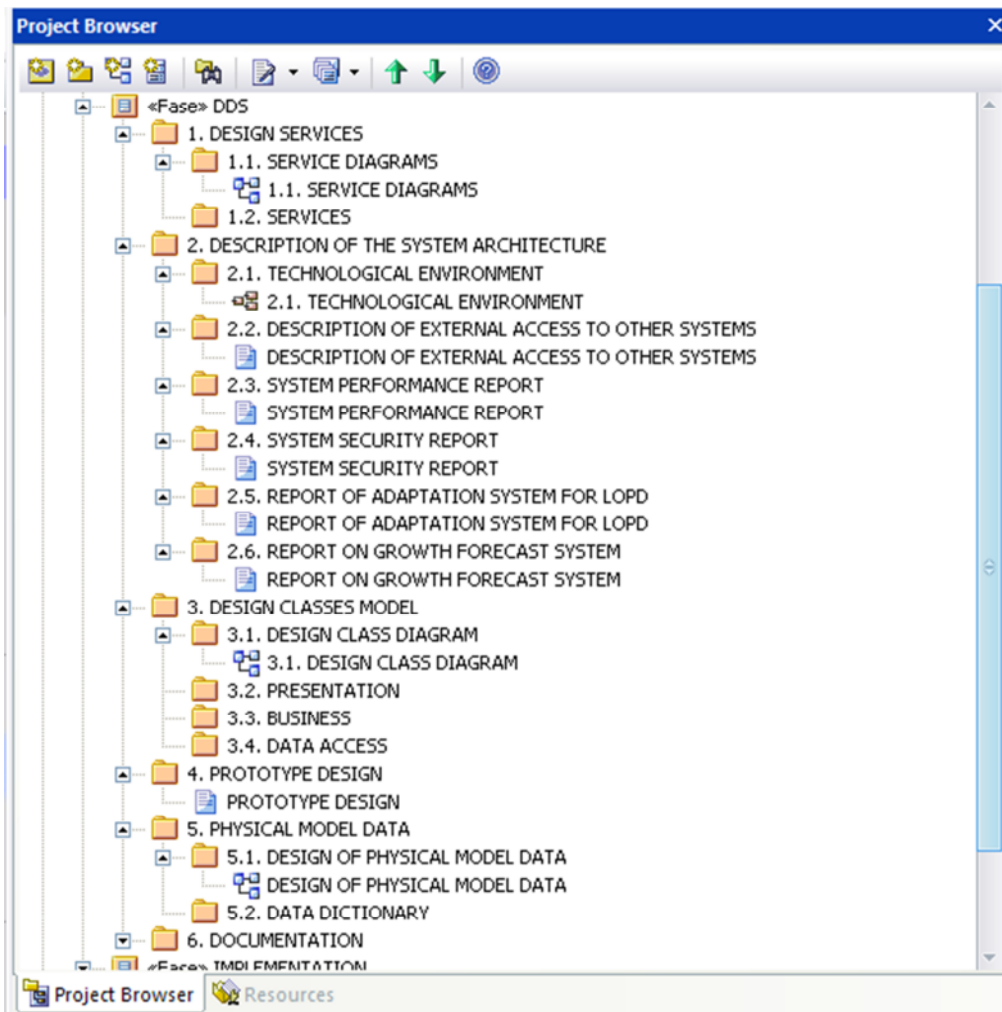 Project Browser
«Fase» DDS
1. DESIGN SERVICES
1.1. SERVICE DIAGRAMS
1.1. SERVICE DIAGRAMS
1.2. SERVICES
2. DESCRIPTION OF THE SYSTEM ARCHITECTURE
2.1. TECHNOLOGICAL ENVIRONMENT
2.1. TECHNOLOGICAL ENVIRONMENT
2.2. DESCRIPTION OF EXTERNAL ACCESS TO OTHER SYSTEMS
DESCRIPTION OF EXTERNAL ACCESS TO OTHER SYSTEMS
2.3. SYSTEM PERFORMANCE REPORT
SYSTEM PERFORMANCE REPORT
2.4. SYSTEM SECURITY REPORT
SYSTEM SECURITY REPORT
2.5. REPORT OF ADAPTATION SYSTEM FOR LOPD
REPORT OF ADAPTATION SYSTEM FOR LOPD
2.6. REPORT ON GROWTH FORECAST SYSTEM
REPORT ON GROWTH FORECAST SYSTEM
3. DESIGN CLASSES MODEL
3.1. DESIGN CLASS DIAGRAM
3.1. DESIGN CLASS DIAGRAM
3.2. PRESENTATION
3.3. BUSINESS
3.4. DATA ACCESS
4. PROTOTYPE DESIGN
PROTOTYPE DESIGN
5. PHYSICAL MODEL DATA
5.1. DESIGN OF PHYSICAL MODEL DATA
DESIGN OF PHYSICAL MODEL DATA
5.2. DATA DICTIONARY
6. DOCUMENTATION
«Fase» IMPLEMENTATION
Project Browser
Resources